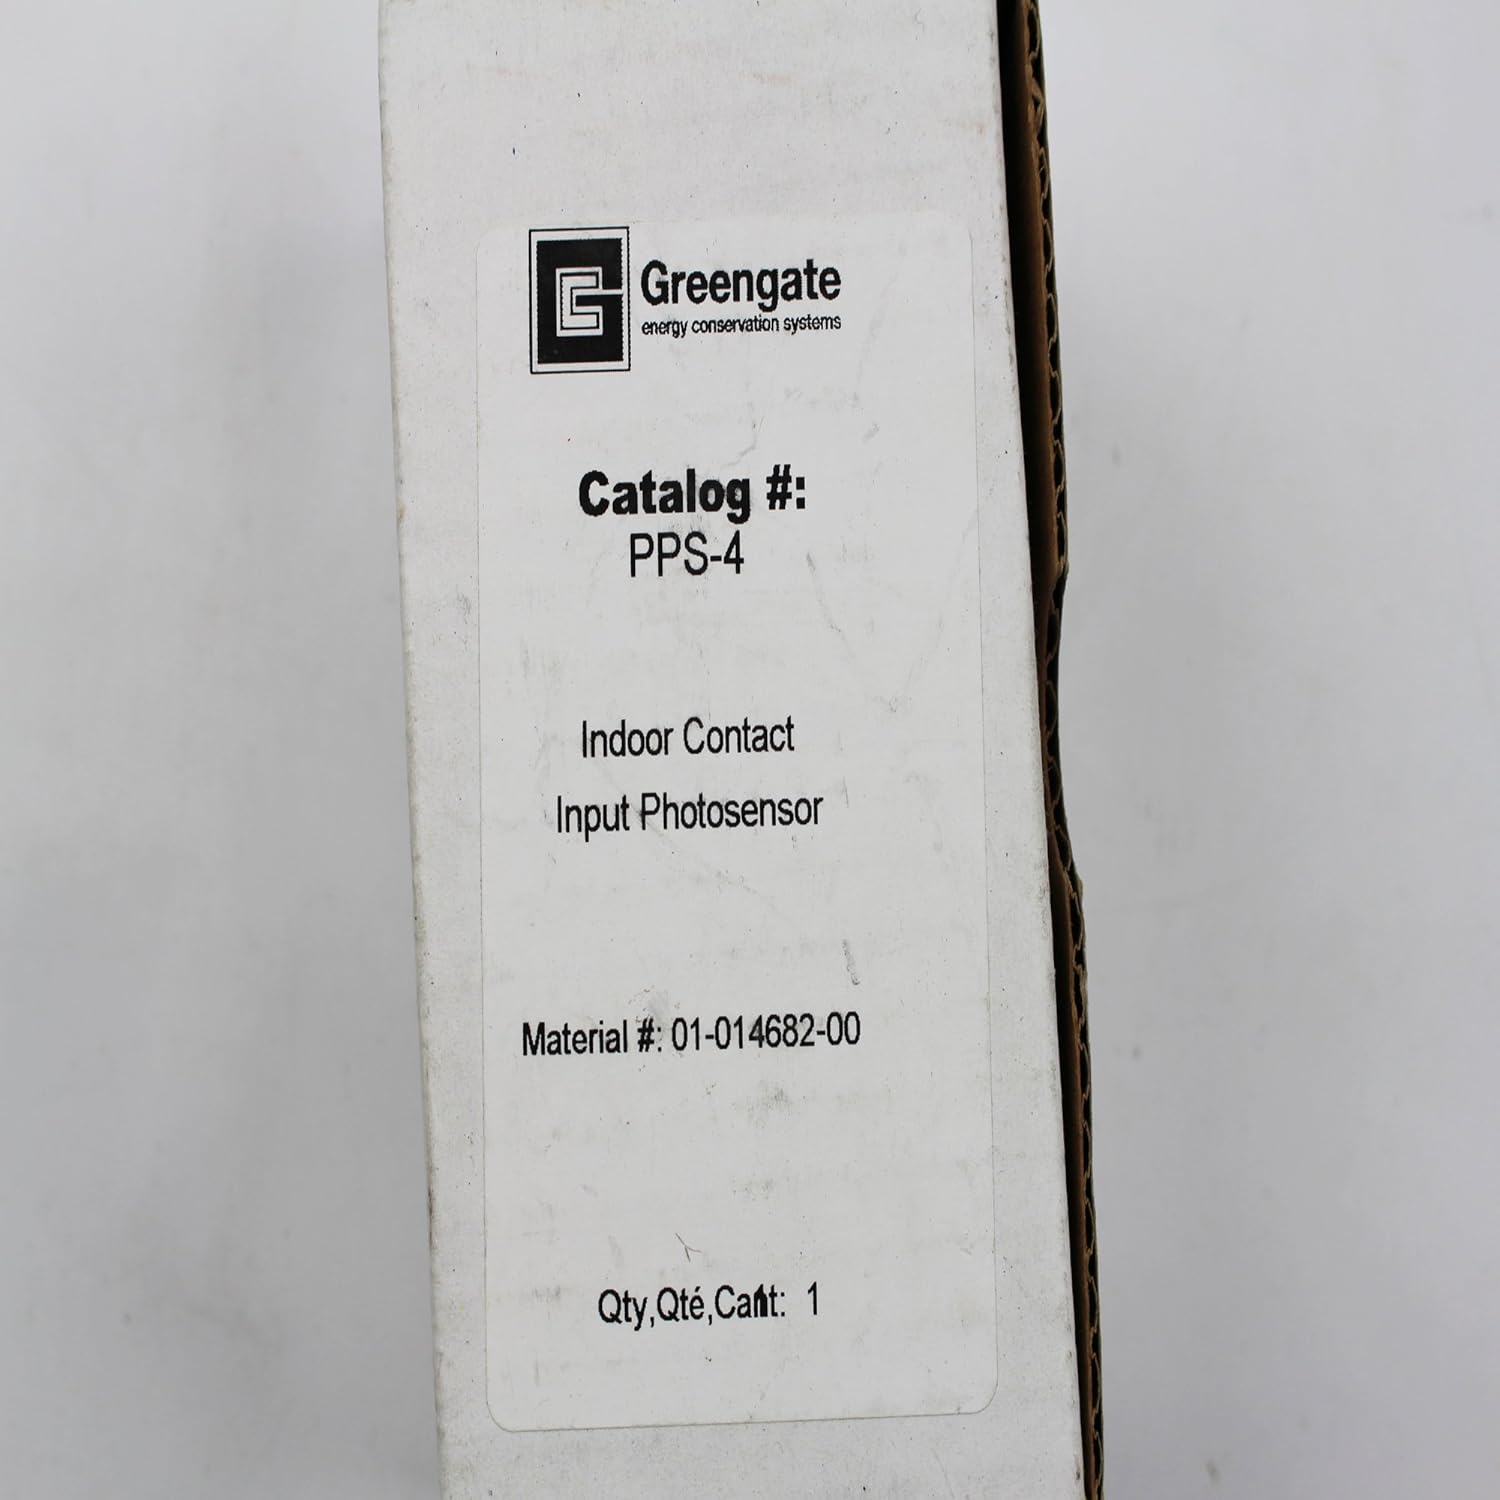 Greengate
energy conservation systems
Catalog #:
PPS-4
Indoor Contact
Input Photosensor
Material #: 01-014682-00
Qty,Qté,Cant: 1